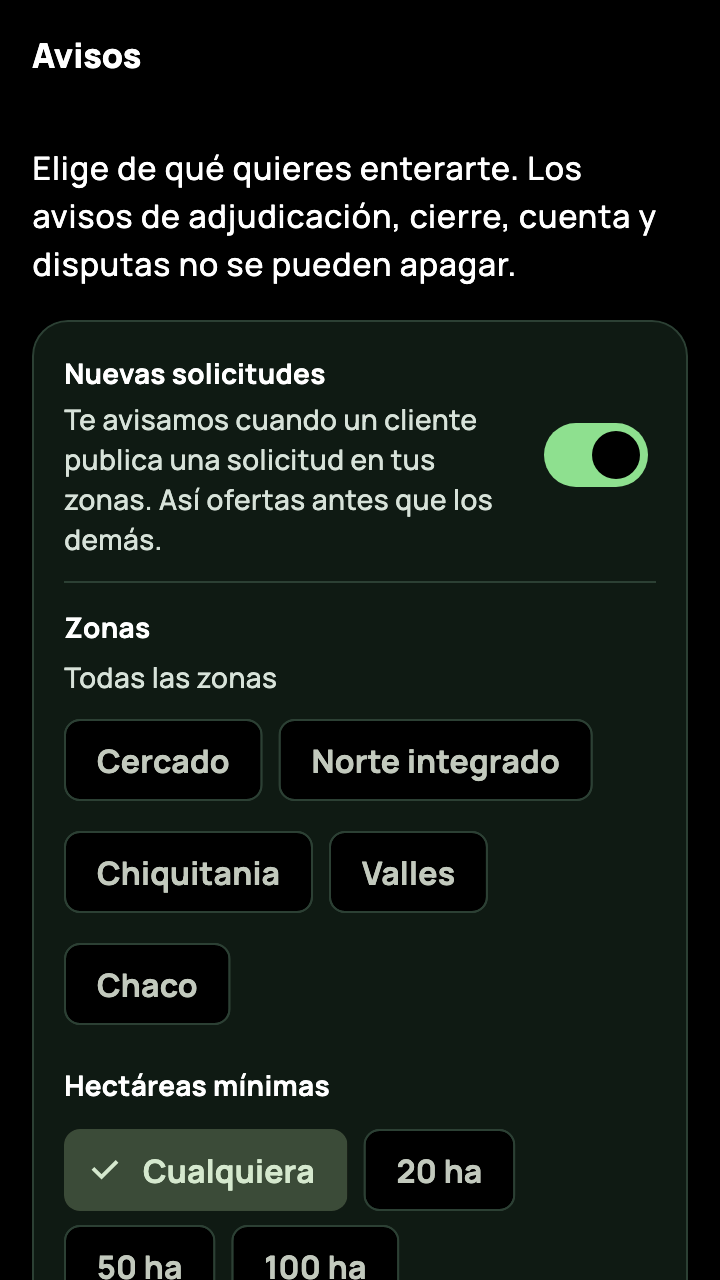 Avisos
Elige de qué quieres enterarte. Los
avisos de adjudicación, cierre, cuenta y
disputas no se pueden apagar.
Nuevas solicitudes
Te avisamos cuando un cliente
publica una solicitud en tus
zonas. Así ofertas antes que los
demás.
Zonas
Todas las zonas
Cercado
Norte integrado
Chiquitania
Valles
Chaco
Hectáreas mínimas
Cualquiera
20 ha
50 ha
100 ha